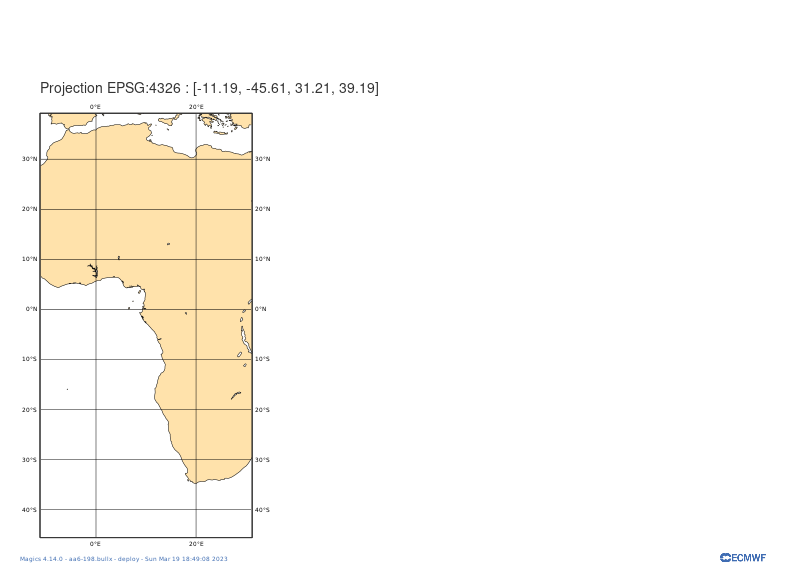 Projection EPSG:4326 : [-11.19, -45.61, 31.21, 39.19]
0°E 20°E
30°N 30°N
20°N 20°N
10°N 10°N
0°N 0°N
10°S 10°S
20°S 20°S
30°S 30°S
40°S 40°S
0°E 20°E
Magics 4.14.0 - aa6-198.bullx - deploy - Sun Mar 19 18:49:08 2023
ECMWF